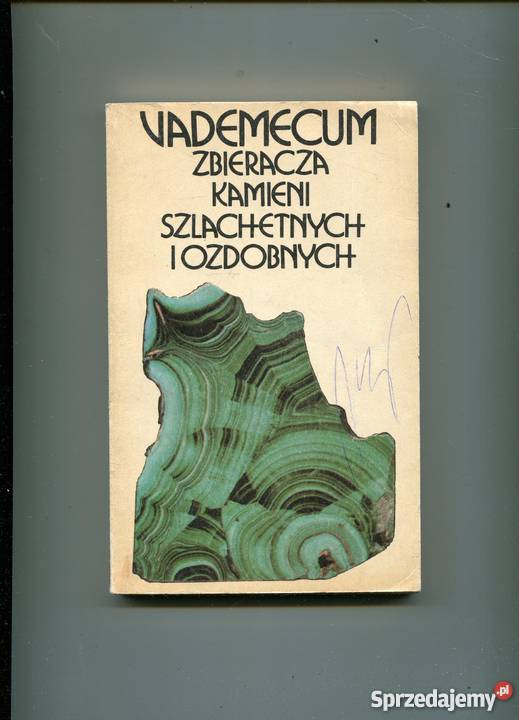 VADEMECUM
ZBIERACZA
KAMIENI
SZLACHETNYCH
I OZDOBNYCH
Sprzedajemy.pl